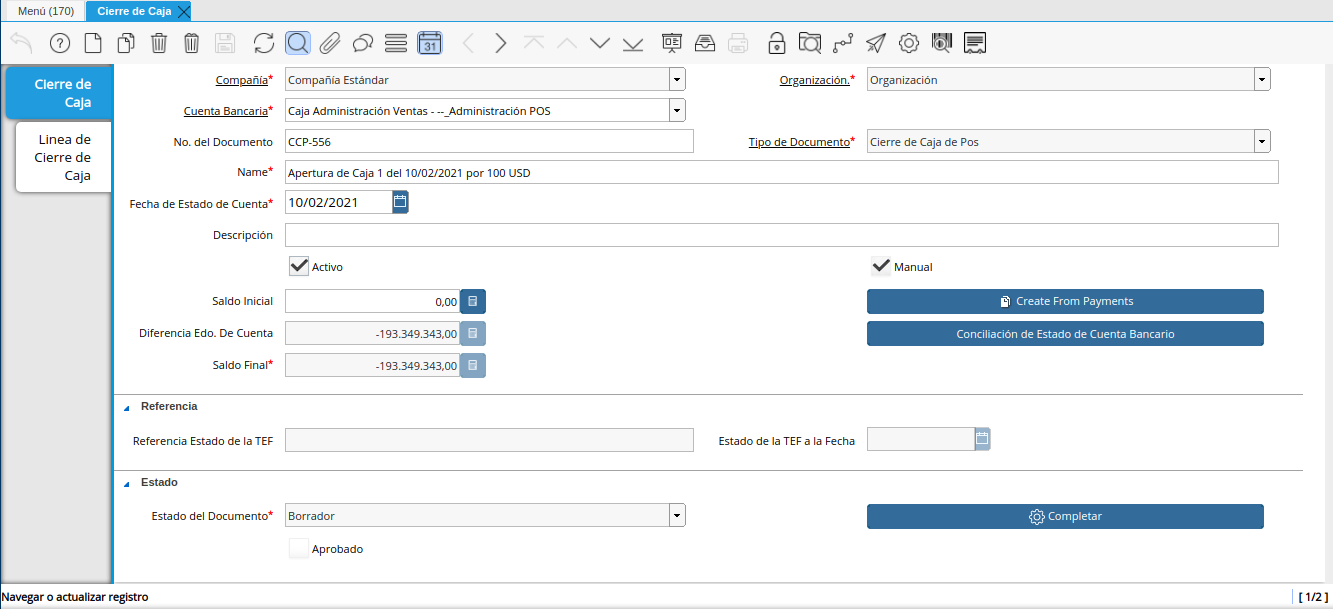 Menú (170)
Cierre de Caja
31
Cierre de
Caja
Linea de
Cierre de
Caja
Compañía* Compañía Estándar Organización.* Organización
Cuenta Bancaria* Caja Administración Ventas - --_Administración POS
No. del Documento CCP-556 Tipo de Documento* Cierre de Caja de Pos
Name* Apertura de Caja 1 del 10/02/2021 por 100 USD
Fecha de Estado de Cuenta* 10/02/2021
Descripción
Activo Manual
Saldo Inicial 0,00 Create From Payments
Diferencia Edo. De Cuenta -193.349.343,00 Conciliación de Estado de Cuenta Bancario
Saldo Final* -193.349.343,00
Referencia
Referencia Estado de la TEF Estado de la TEF a la Fecha
Estado
Estado del Documento* Borrador Completar
Aprobado
Navegar o actualizar registro [ 1/2 ]